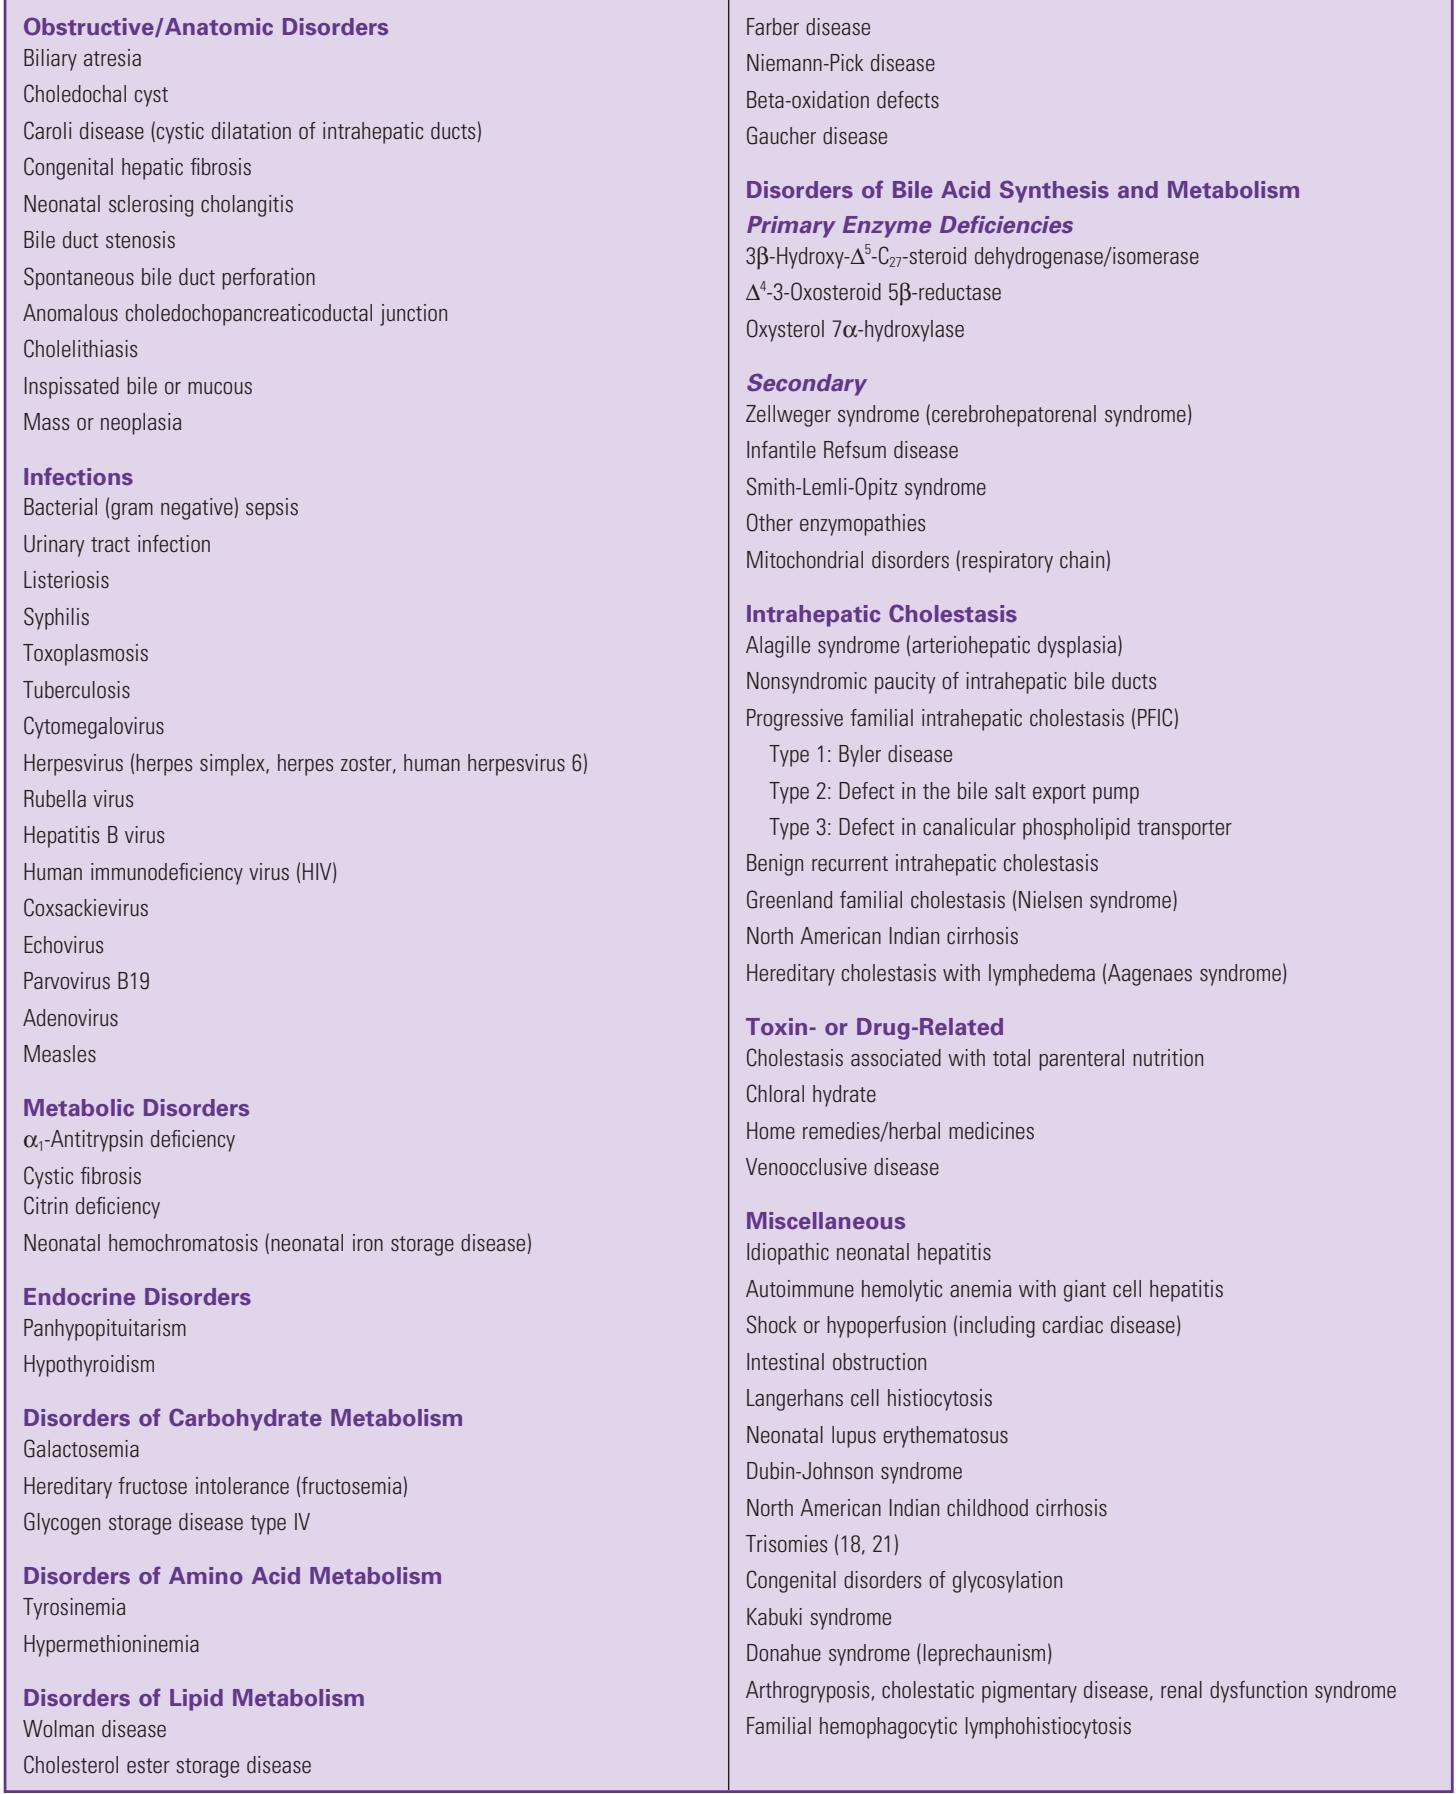 Obstructive/Anatomic Disorders
Biliary atresia
Choledochal cyst
Caroli disease (cystic dilatation of intrahepatic ducts)
Congenital hepatic fibrosis
Neonatal sclerosing cholangitis
Bile duct stenosis
Spontaneous bile duct perforation
Anomalous choledochopancreaticoductal junction
Cholelithiasis
Inspissated bile or mucous
Mass or neoplasia
Infections
Bacterial (gram negative) sepsis
Urinary tract infection
Listeriosis
Syphilis
Toxoplasmosis
Tuberculosis
Cytomegalovirus
Herpesvirus (herpes simplex, herpes zoster, human herpesvirus 6)
Rubella virus
Hepatitis B virus
Human immunodeficiency virus (HIV)
Coxsackievirus
Echovirus
Parvovirus B19
Adenovirus
Measles
Metabolic Disorders
α₁-Antitrypsin deficiency
Cystic fibrosis
Citrin deficiency
Neonatal hemochromatosis (neonatal iron storage disease)
Endocrine Disorders
Panhypopituitarism
Hypothyroidism
Disorders of Carbohydrate Metabolism
Galactosemia
Hereditary fructose intolerance (fructosemia)
Glycogen storage disease type IV
Disorders of Amino Acid Metabolism
Tyrosinemia
Hypermethioninemia
Disorders of Lipid Metabolism
Wolman disease
Cholesterol ester storage disease
Farber disease
Niemann-Pick disease
Beta-oxidation defects
Gaucher disease
Disorders of Bile Acid Synthesis and Metabolism
Primary Enzyme Deficiencies
3β-Hydroxy-Δ⁵-C₂₇-steroid dehydrogenase/isomerase
Δ⁴-3-Oxosteroid 5β-reductase
Oxysterol 7α-hydroxylase
Secondary
Zellweger syndrome (cerebrohepatorenal syndrome)
Infantile Refsum disease
Smith-Lemli-Opitz syndrome
Other enzymopathies
Mitochondrial disorders (respiratory chain)
Intrahepatic Cholestasis
Alagille syndrome (arteriohepatic dysplasia)
Nonsyndromic paucity of intrahepatic bile ducts
Progressive familial intrahepatic cholestasis (PFIC)
Type 1: Byler disease
Type 2: Defect in the bile salt export pump
Type 3: Defect in canalicular phospholipid transporter
Benign recurrent intrahepatic cholestasis
Greenland familial cholestasis (Nielsen syndrome)
North American Indian cirrhosis
Hereditary cholestasis with lymphedema (Aagenaes syndrome)
Toxin- or Drug-Related
Cholestasis associated with total parenteral nutrition
Chloral hydrate
Home remedies/herbal medicines
Venoocclusive disease
Miscellaneous
Idiopathic neonatal hepatitis
Autoimmune hemolytic anemia with giant cell hepatitis
Shock or hypoperfusion (including cardiac disease)
Intestinal obstruction
Langerhans cell histiocytosis
Neonatal lupus erythematosus
Dubin-Johnson syndrome
North American Indian childhood cirrhosis
Trisomies (18, 21)
Congenital disorders of glycosylation
Kabuki syndrome
Donahue syndrome (leprechaunism)
Arthrogryposis, cholestatic pigmentary disease, renal dysfunction syndrome
Familial hemophagocytic lymphohistiocytosis